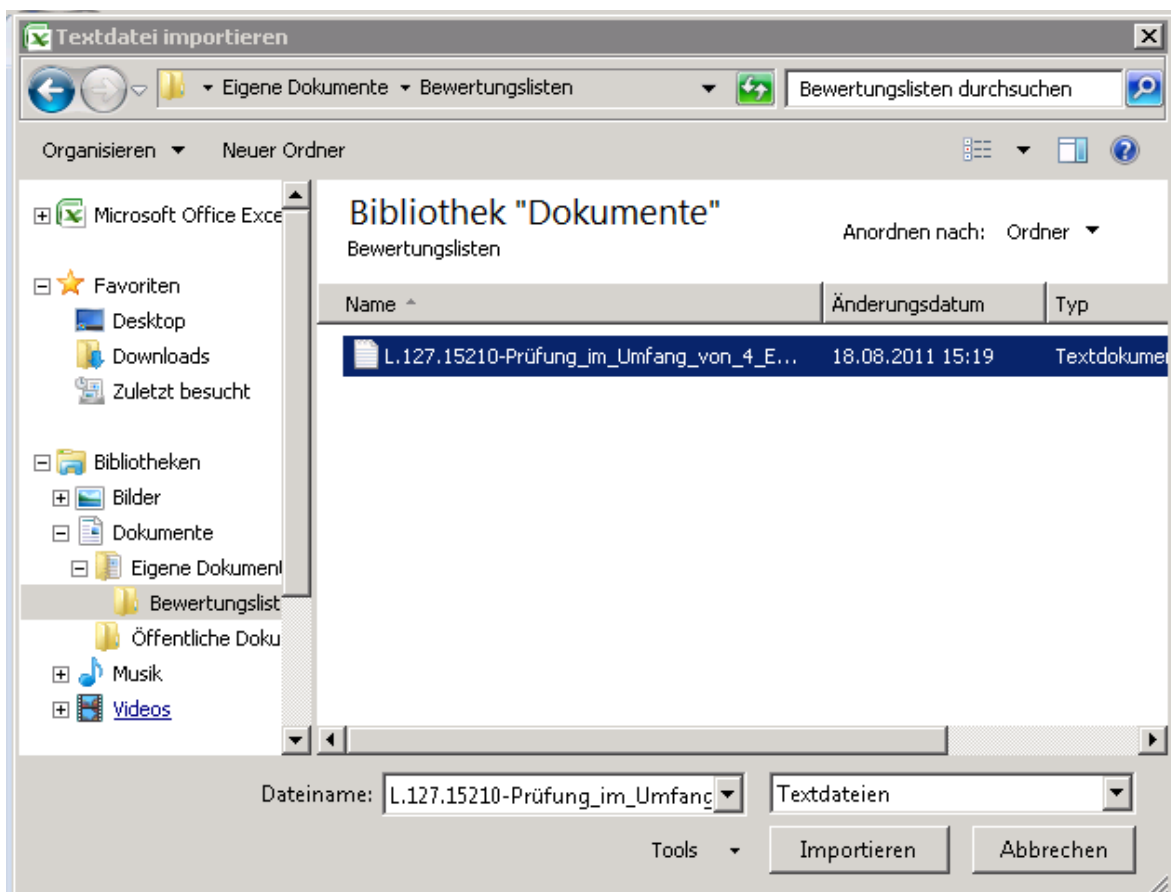 Textdatei importieren
Eigene Dokumente Bewertungslisten Bewertungslisten durchsuchen
Organisieren Neuer Ordner
Microsoft Office Exce
Favoriten
Desktop
Downloads
Zuletzt besucht
Bibliotheken
Bilder
Dokumente
Eigene Dokument
Bewertungslist
Öffentliche Doku
Musik
Videos
Bibliothek "Dokumente"
Bewertungslisten
Anordnen nach: Ordner
Name Änderungsdatum Typ
L.127.15210-Prüfung_im_Umfang_von_4_E... 18.08.2011 15:19 Textdokume
Dateiname: L.127.15210-Prüfung_im_Umfang Textdateien
Tools Importieren Abbrechen